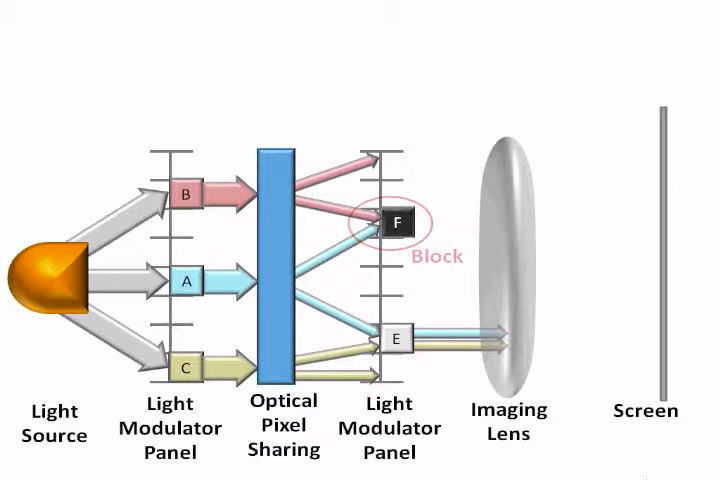 B
F
Block
A
E
C
Light
Source
Light
Modulator
Panel
Optical
Pixel
Sharing
Light
Modulator
Panel
Imaging
Lens
Screen